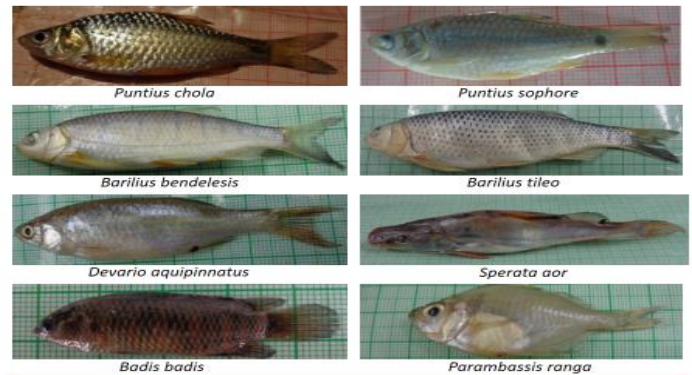 Puntius chola
Puntius sophore
Barilius bendelesis
Barilius tileo
Devario aquipinnatus
Sperata aor
Badis badis
Parambassis ranga